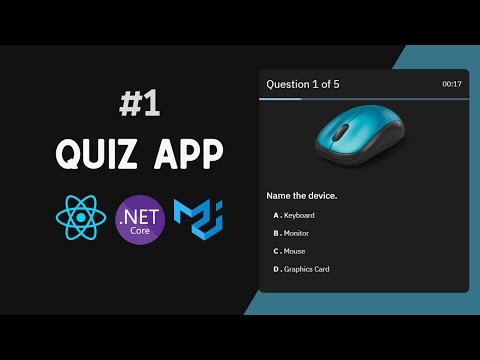 #1
QUIZ APP
.NET
Core
Question 1 of 5 00:17
Name the device.
A . Keyboard
B . Monitor
C . Mouse
D . Graphics Card